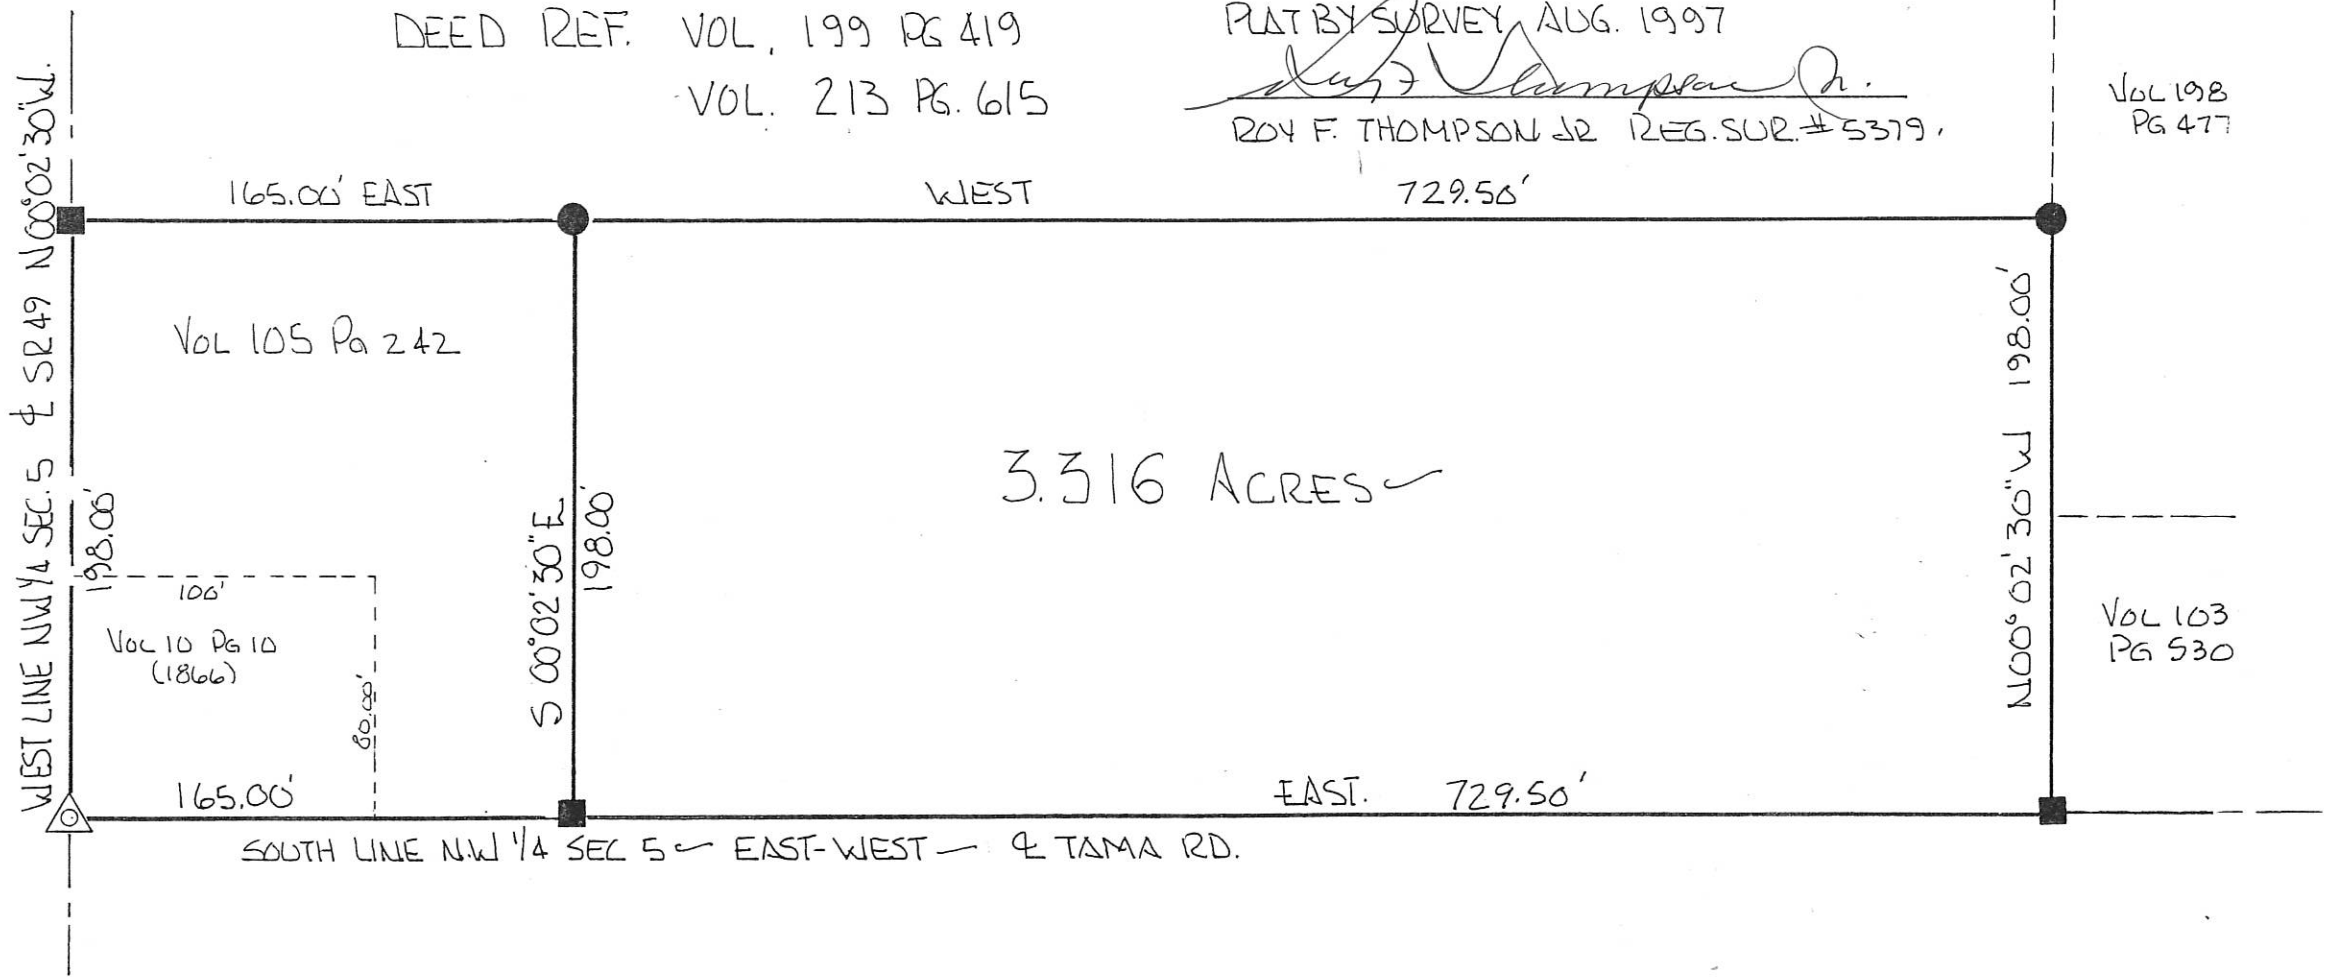 DEED REF. VOL, 199 PG 419
VOL. 213 PG. 615
PLAT BY SURVEY AUG. 1997
ROY F. THOMPSON JR REG. SUR. # 5379.
VOL 198
PG 477
165.00' EAST
WEST 729.50'
WEST LINE NW 1/4 SEC. 5 ℄ SR 49 N00°02'30"W.
198.00'
VOL 105 PG 242
S 00°02'30" E
198.00'
3.316 ACRES
N00°02'30"W 198.00'
100'
VOL 10 PG 10
(1866)
80.00'
VOL 103
PG 530
165.00'
EAST. 729.50'
SOUTH LINE N.W 1/4 SEC 5 - EAST-WEST - ℄ TAMA RD.